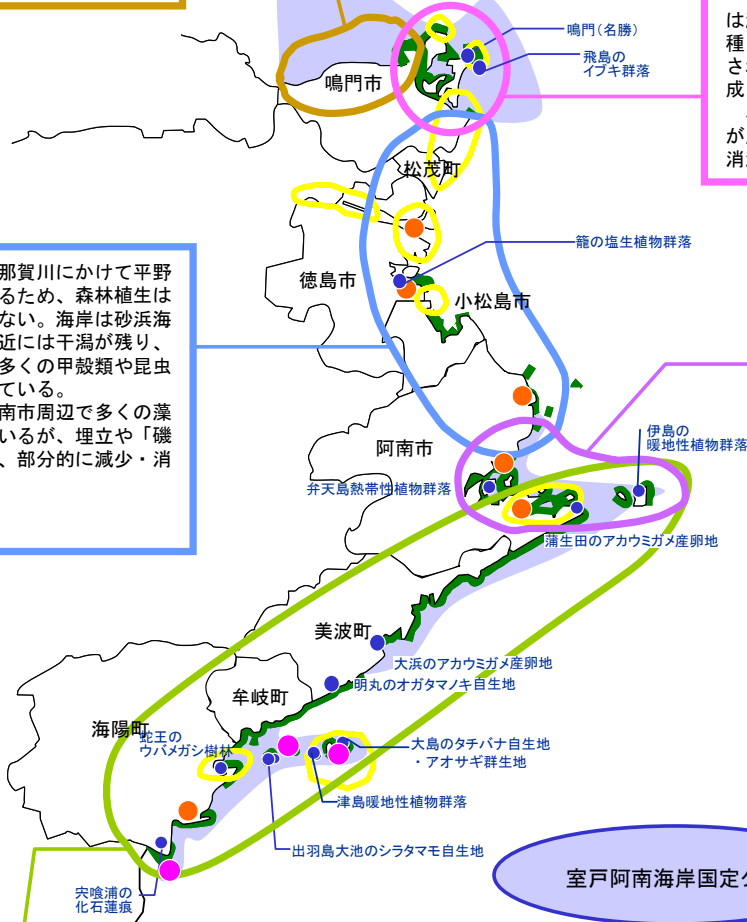 鳴門（名勝）
飛島の
イブキ群落
鳴門市
は
種
さ
成
が
消
松茂町
籠の塩生植物群落
徳島市
小松島市
那賀川にかけて平野
るため、森林植生は
ない。海岸は砂浜海
近には干潟が残り、
多くの甲殻類や昆虫
ている。
南市周辺で多くの藻
いるが、埋立や「磯
、部分的に減少・消
阿南市
伊島の
暖地性植物群落
弁天島熱帯性植物群落
蒲生田のアカウミガメ産卵地
美波町
大浜のアカウミガメ産卵地
明丸のオガタマノキ自生地
牟岐町
海陽町
蛇王の
ウバメガシ樹林
大島のタチバナ自生地
・アオサギ群生地
津島暖地性植物群落
出羽島大池のシラタマモ自生地
宍喰浦の
化石漣痕
室戸阿南海岸国定